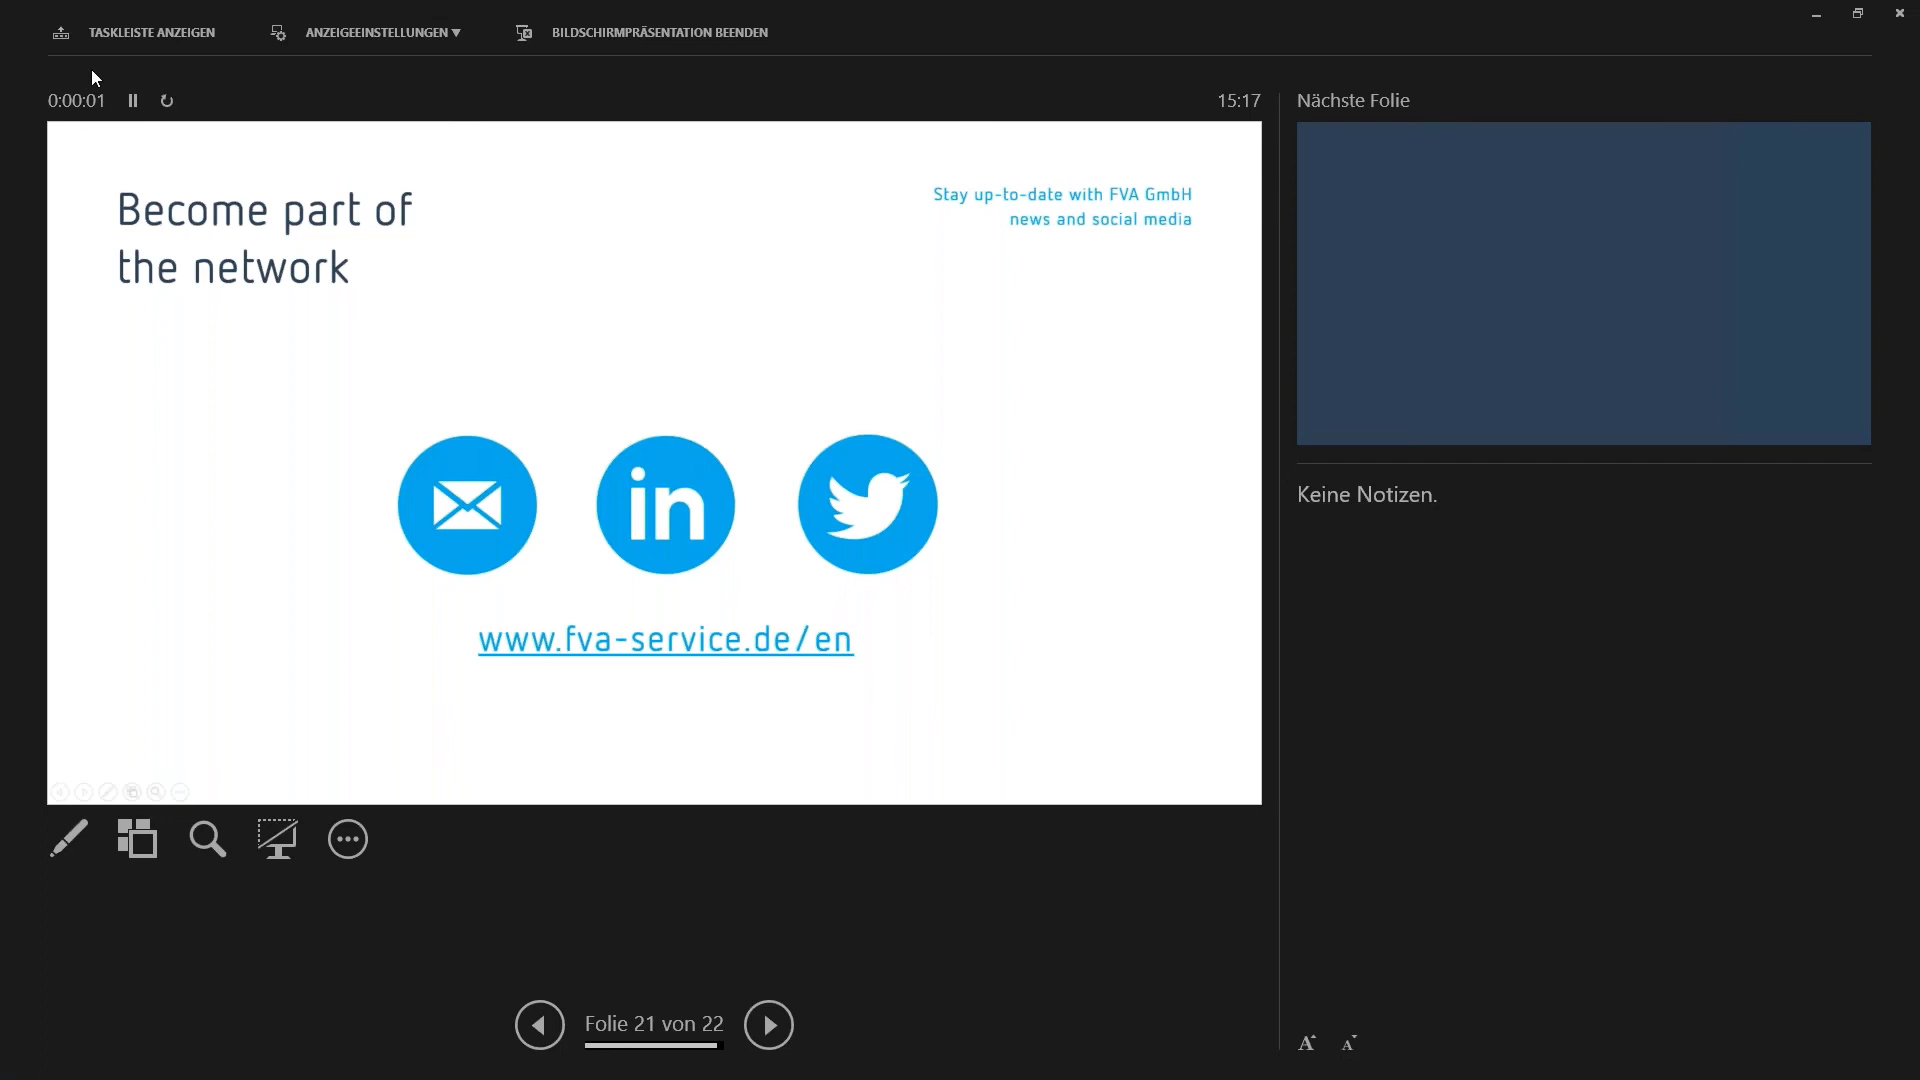 TASKLEISTE ANZEIGEN
ANZEIGEEINSTELLUNGEN ▼
BILDSCHIRMPRÄSENTATION BEENDEN
0:00:01
15:17
Nächste Folie
Become part of
the network
Stay up-to-date with FVA GmbH
news and social media
in
www.fva-service.de/en
Keine Notizen.
Folie 21 von 22
A
A